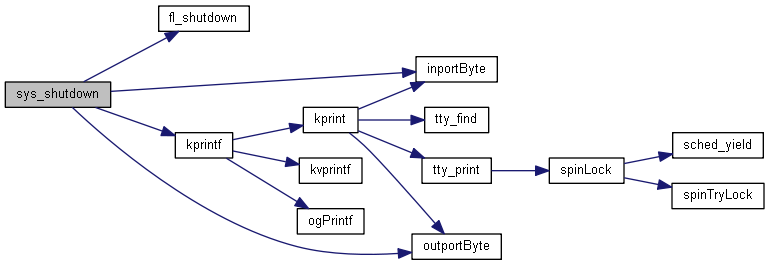 fl_shutdown
inportByte
sys_shutdown
kprint
tty_find
kprintf
sched_yield
kvprintf
tty_print
spinLock
spinTryLock
ogPrintf
outportByte